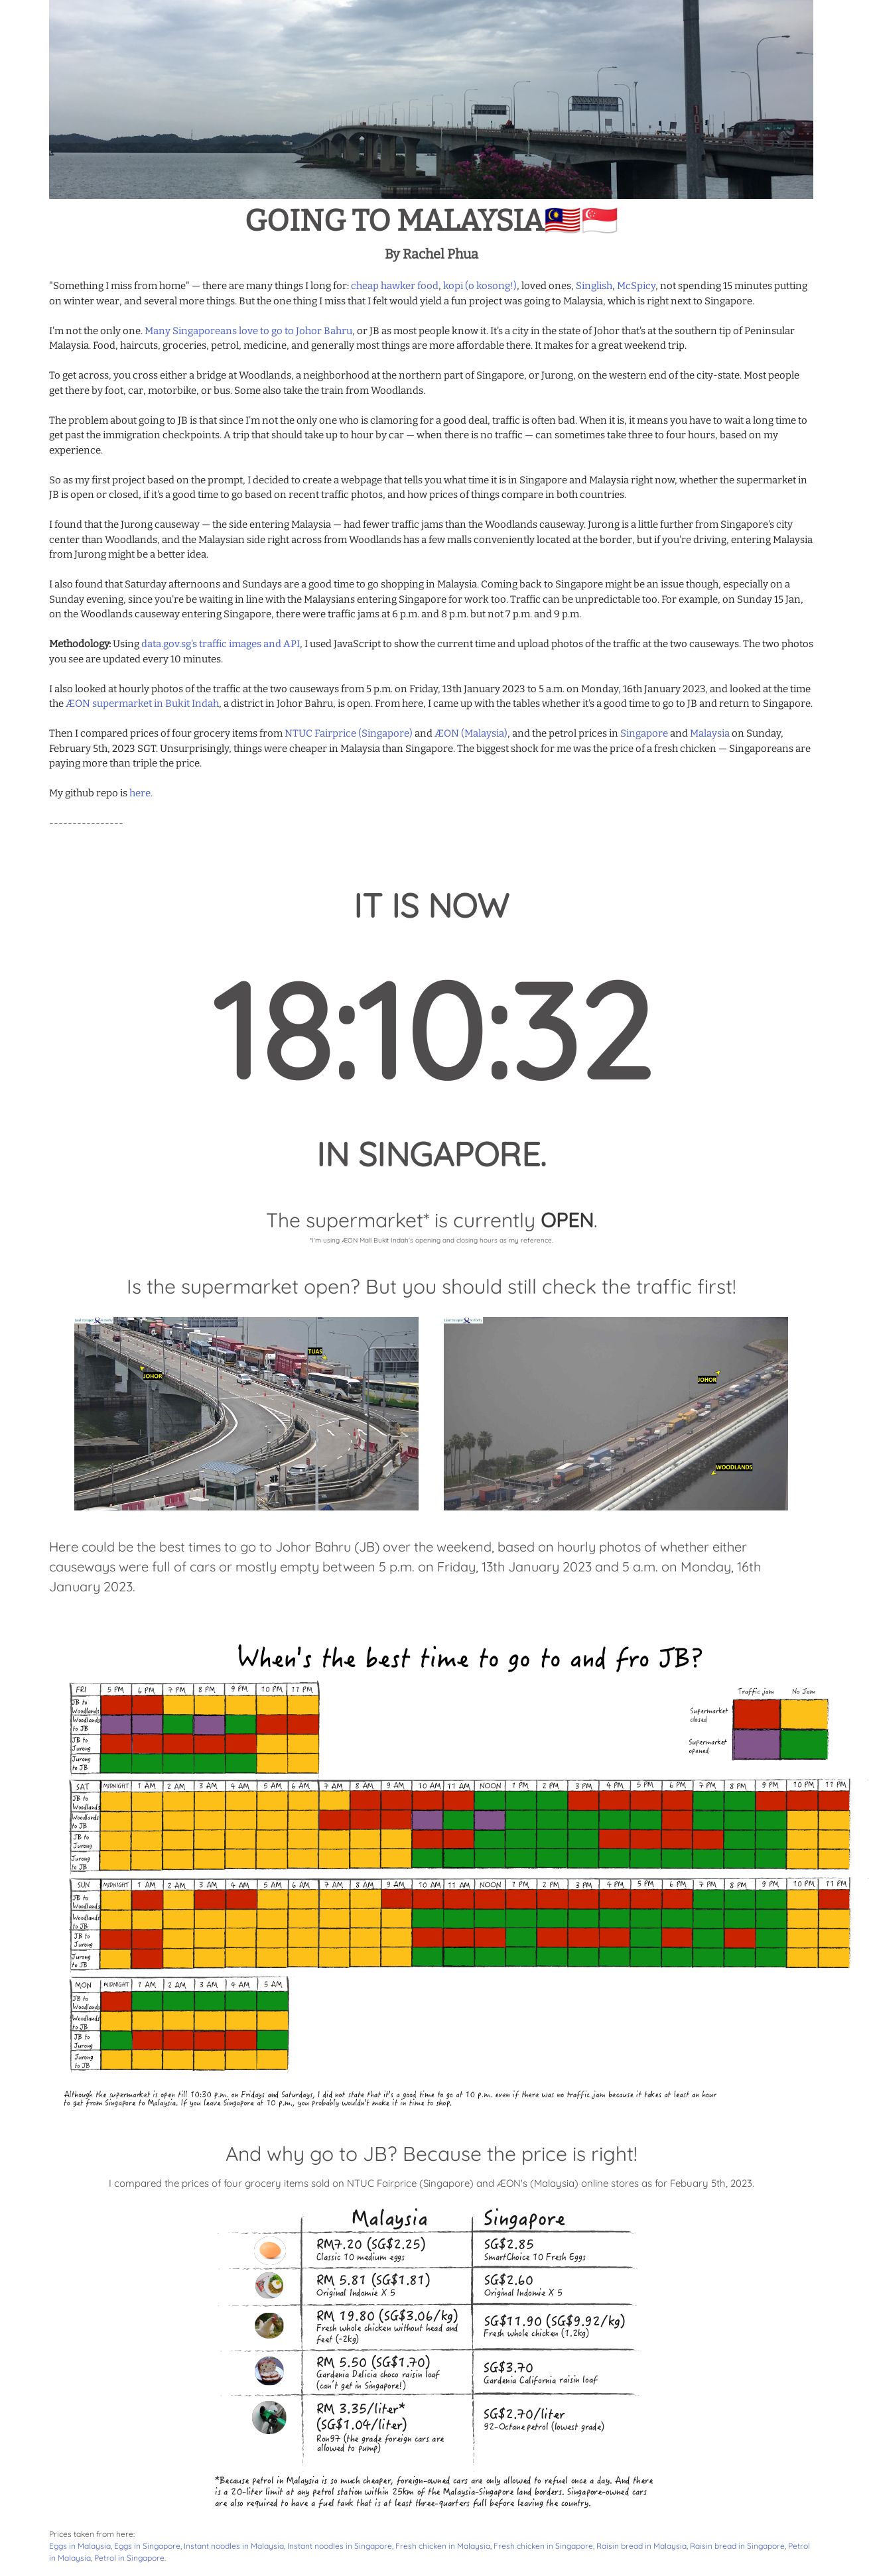 GOING TO MALAYSIA🇲🇾🇸🇬
By Rachel Phua
"Something I miss from home" — there are many things I long for: cheap hawker food, kopi (o kosong!), loved ones, Singlish, McSpicy, not spending 15 minutes putting
on winter wear, and several more things. But the one thing I miss that I felt would yield a fun project was going to Malaysia, which is right next to Singapore.
I'm not the only one. Many Singaporeans love to go to Johor Bahru, or JB as most people know it. It's a city in the state of Johor that's at the southern tip of Peninsular
Malaysia. Food, haircuts, groceries, petrol, medicine, and generally most things are more affordable there. It makes for a great weekend trip.
To get across, you cross either a bridge at Woodlands, a neighborhood at the northern part of Singapore, or Jurong, on the western end of the city-state. Most people
get there by foot, car, motorbike, or bus. Some also take the train from Woodlands.
The problem about going to JB is that since I'm not the only one who is clamoring for a good deal, traffic is often bad. When it is, it means you have to wait a long time to
get past the immigration checkpoints. A trip that should take up to hour by car — when there is no traffic — can sometimes take three to four hours, based on my
experience.
So as my first project based on the prompt, I decided to create a webpage that tells you what time it is in Singapore and Malaysia right now, whether the supermarket in
JB is open or closed, if it's a good time to go based on recent traffic photos, and how prices of things compare in both countries.
I found that the Jurong causeway — the side entering Malaysia — had fewer traffic jams than the Woodlands causeway. Jurong is a little further from Singapore's city
center than Woodlands, and the Malaysian side right across from Woodlands has a few malls conveniently located at the border, but if you're driving, entering Malaysia
from Jurong might be a better idea.
I also found that Saturday afternoons and Sundays are a good time to go shopping in Malaysia. Coming back to Singapore might be an issue though, especially on a
Sunday evening, since you're be waiting in line with the Malaysians entering Singapore for work too. Traffic can be unpredictable too. For example, on Sunday 15 Jan,
on the Woodlands causeway entering Singapore, there were traffic jams at 6 p.m. and 8 p.m. but not 7 p.m. and 9 p.m.
Methodology: Using data.gov.sg's traffic images and API, I used JavaScript to show the current time and upload photos of the traffic at the two causeways. The two photos
you see are updated every 10 minutes.
I also looked at hourly photos of the traffic at the two causeways from 5 p.m. on Friday, 13th January 2023 to 5 a.m. on Monday, 16th January 2023, and looked at the time
the ÆON supermarket in Bukit Indah, a district in Johor Bahru, is open. From here, I came up with the tables whether it's a good time to go to JB and return to Singapore.
Then I compared prices of four grocery items from NTUC Fairprice (Singapore) and ÆON (Malaysia), and the petrol prices in Singapore and Malaysia on Sunday,
February 5th, 2023 SGT. Unsurprisingly, things were cheaper in Malaysia than Singapore. The biggest shock for me was the price of a fresh chicken — Singaporeans are
paying more than triple the price.
My github repo is here.
----------------
IT IS NOW
18:10:32
IN SINGAPORE.
The supermarket* is currently OPEN.
*I'm using ÆON Mall Bukit Indah's opening and closing hours as my reference.
Is the supermarket open? But you should still check the traffic first!
TUAS
JOHOR
JOHOR
WOODLANDS
Here could be the best times to go to Johor Bahru (JB) over the weekend, based on hourly photos of whether either
causeways were full of cars or mostly empty between 5 p.m. on Friday, 13th January 2023 and 5 a.m. on Monday, 16th
January 2023.
When's the best time to go to and fro JB?
Traffic jam No Jam
Supermarket closed
Supermarket opened
FRI 5 PM 6 PM 7 PM 8 PM 9 PM 10 PM 11 PM
JB to Woodlands
Woodlands to JB
JB to Jurong
Jurong to JB
SAT MIDNIGHT 1 AM 2 AM 3 AM 4 AM 5 AM 6 AM 7 AM 8 AM 9 AM 10 AM 11 AM NOON 1 PM 2 PM 3 PM 4 PM 5 PM 6 PM 7 PM 8 PM 9 PM 10 PM 11 PM
JB to Woodlands
Woodlands to JB
JB to Jurong
Jurong to JB
SUN MIDNIGHT 1 AM 2 AM 3 AM 4 AM 5 AM 6 AM 7 AM 8 AM 9 AM 10 AM 11 AM NOON 1 PM 2 PM 3 PM 4 PM 5 PM 6 PM 7 PM 8 PM 9 PM 10 PM 11 PM
JB to Woodlands
Woodlands to JB
JB to Jurong
Jurong to JB
MON MIDNIGHT 1 AM 2 AM 3 AM 4 AM 5 AM
JB to Woodlands
Woodlands to JB
JB to Jurong
Jurong to JB
Although the supermarket is open till 10:30 p.m. on Fridays and Saturdays, I did not state that it's a good time to go at 10 p.m. even if there was no traffic jam because it takes at least an hour
to get from Singapore to Malaysia. If you leave Singapore at 10 p.m., you probably wouldn't make it in time to shop.
And why go to JB? Because the price is right!
I compared the prices of four grocery items sold on NTUC Fairprice (Singapore) and ÆON's (Malaysia) online stores as for Febuary 5th, 2023.
Malaysia Singapore
RM7.20 (SG$2.25)
Classic 10 medium eggs
SG$2.85
SmartChoice 10 Fresh Eggs
RM 5.81 (SG$1.81)
Original Indomie X 5
SG$2.60
Original Indomie X 5
RM 19.80 (SG$3.06/kg)
Fresh whole chicken without head and
feet (~2kg)
SG$11.90 (SG$9.92/kg)
Fresh whole chicken (1.2kg)
RM 5.50 (SG$1.70)
Gardenia Delicia choco raisin loaf
(can't get in Singapore!)
SG$3.70
Gardenia California raisin loaf
RM 3.35/liter*
(SG$1.04/liter)
Ron97 (the grade foreign cars are
allowed to pump)
SG$2.70/liter
92-Octane petrol (lowest grade)
*Because petrol in Malaysia is so much cheaper, foreign-owned cars are only allowed to refuel once a day. And there
is a 20-liter limit at any petrol station within 25km of the Malaysia-Singapore land borders. Singapore-owned cars
are also required to have a fuel tank that is at least three-quarters full before leaving the country.
Prices taken from here:
Eggs in Malaysia, Eggs in Singapore, Instant noodles in Malaysia, Instant noodles in Singapore, Fresh chicken in Malaysia, Fresh chicken in Singapore, Raisin bread in Malaysia, Raisin bread in Singapore, Petrol
in Malaysia, Petrol in Singapore.